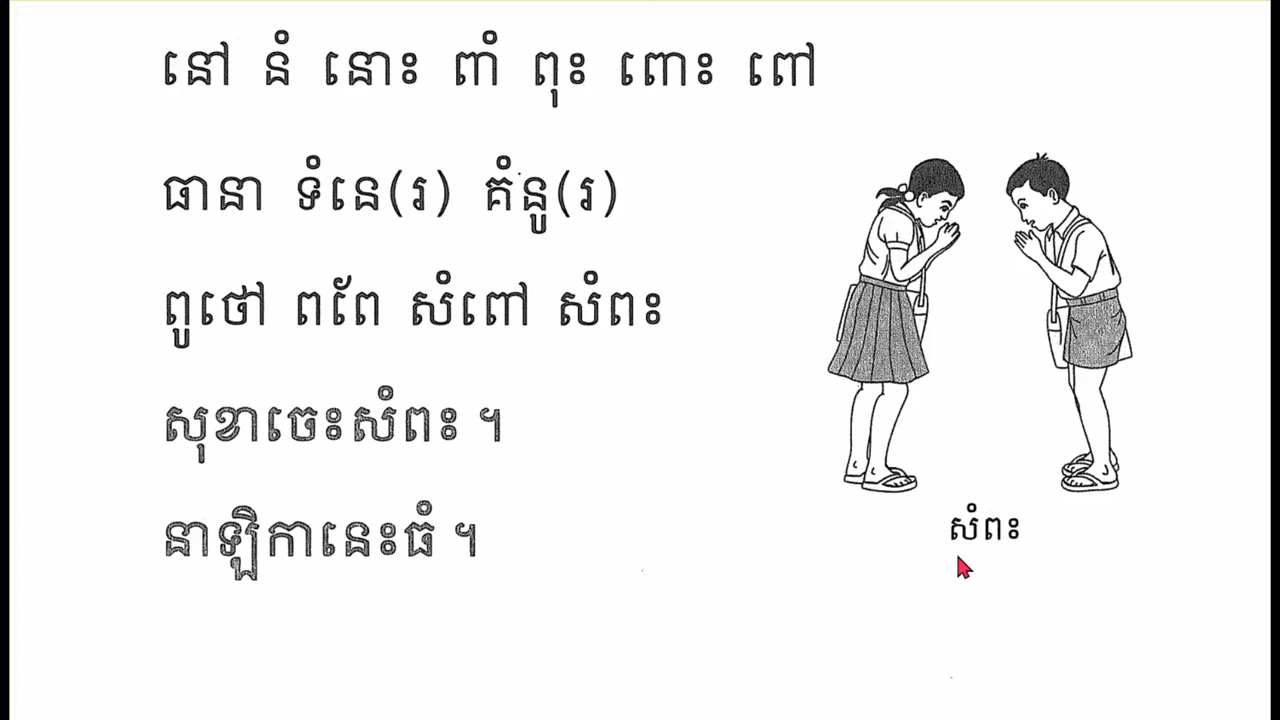 នៅ នំ នោះ ពាំ ពុះ ពោះ ពៅ
ធានា ទំនេ(រ) គំនូ(រ)
ពូថៅ ពពែ សំពៅ សំពះ
សុខាចេះសំពះ ។
នាឡិកានេះធំ ។
សំពះ